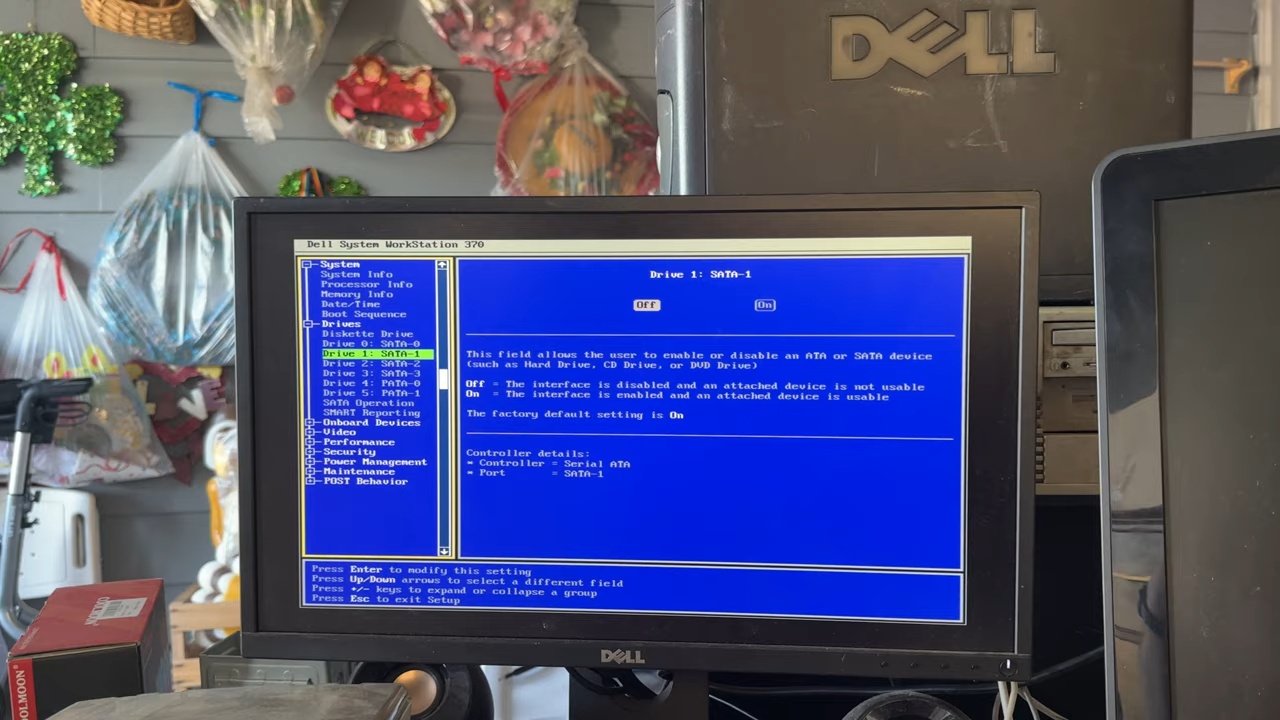 DELL
Dell System WorkStation 370
System
System Info
Processor Info
Memory Info
Date/Time
Boot Sequence
Drives
Diskette Drive
Drive 0: SATA-0
Drive 1: SATA-1
Drive 2: SATA-2
Drive 3: SATA-3
Drive 4: PATA-0
Drive 5: PATA-1
SATA Operation
SMART Reporting
Onboard Devices
Video
Performance
Security
Power Management
Maintenance
POST Behavior
Drive 1: SATA-1
Off On
This field allows the user to enable or disable an ATA or SATA device
(such as Hard Drive, CD Drive, or DVD Drive)
Off = The interface is disabled and an attached device is not usable
On = The interface is enabled and an attached device is usable
The factory default setting is On
Controller details:
* Controller = Serial ATA
* Port = SATA-1
Press Enter to modify this setting
Press Up/Down arrows to select a different field
Press +/- keys to expand or collapse a group
Press Esc to exit Setup
DELL